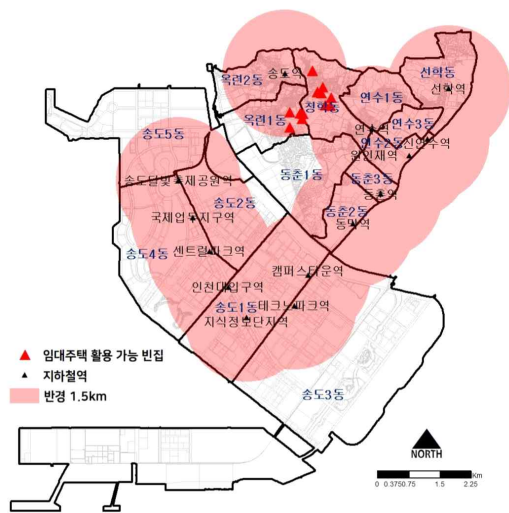 선학동
옥련2동
송도역
선학역
청학동
연수1동
옥련1동
연수역
연수3동
송도5동
연수2동
신연수역
원인재역
동춘1동
동춘3동
송도달빛축제공원역
동춘역
송도2동
동춘2동
국제업무지구역
동막역
송도4동
센트럴파크역
캠퍼스타운역
인천대입구역
송도1동
테크노파크역
지식정보단지역
임대주택 활용 가능 빈집
지하철역
반경 1.5km
송도3동
NORTH
Km
0 0.3750.75 1.5 2.25